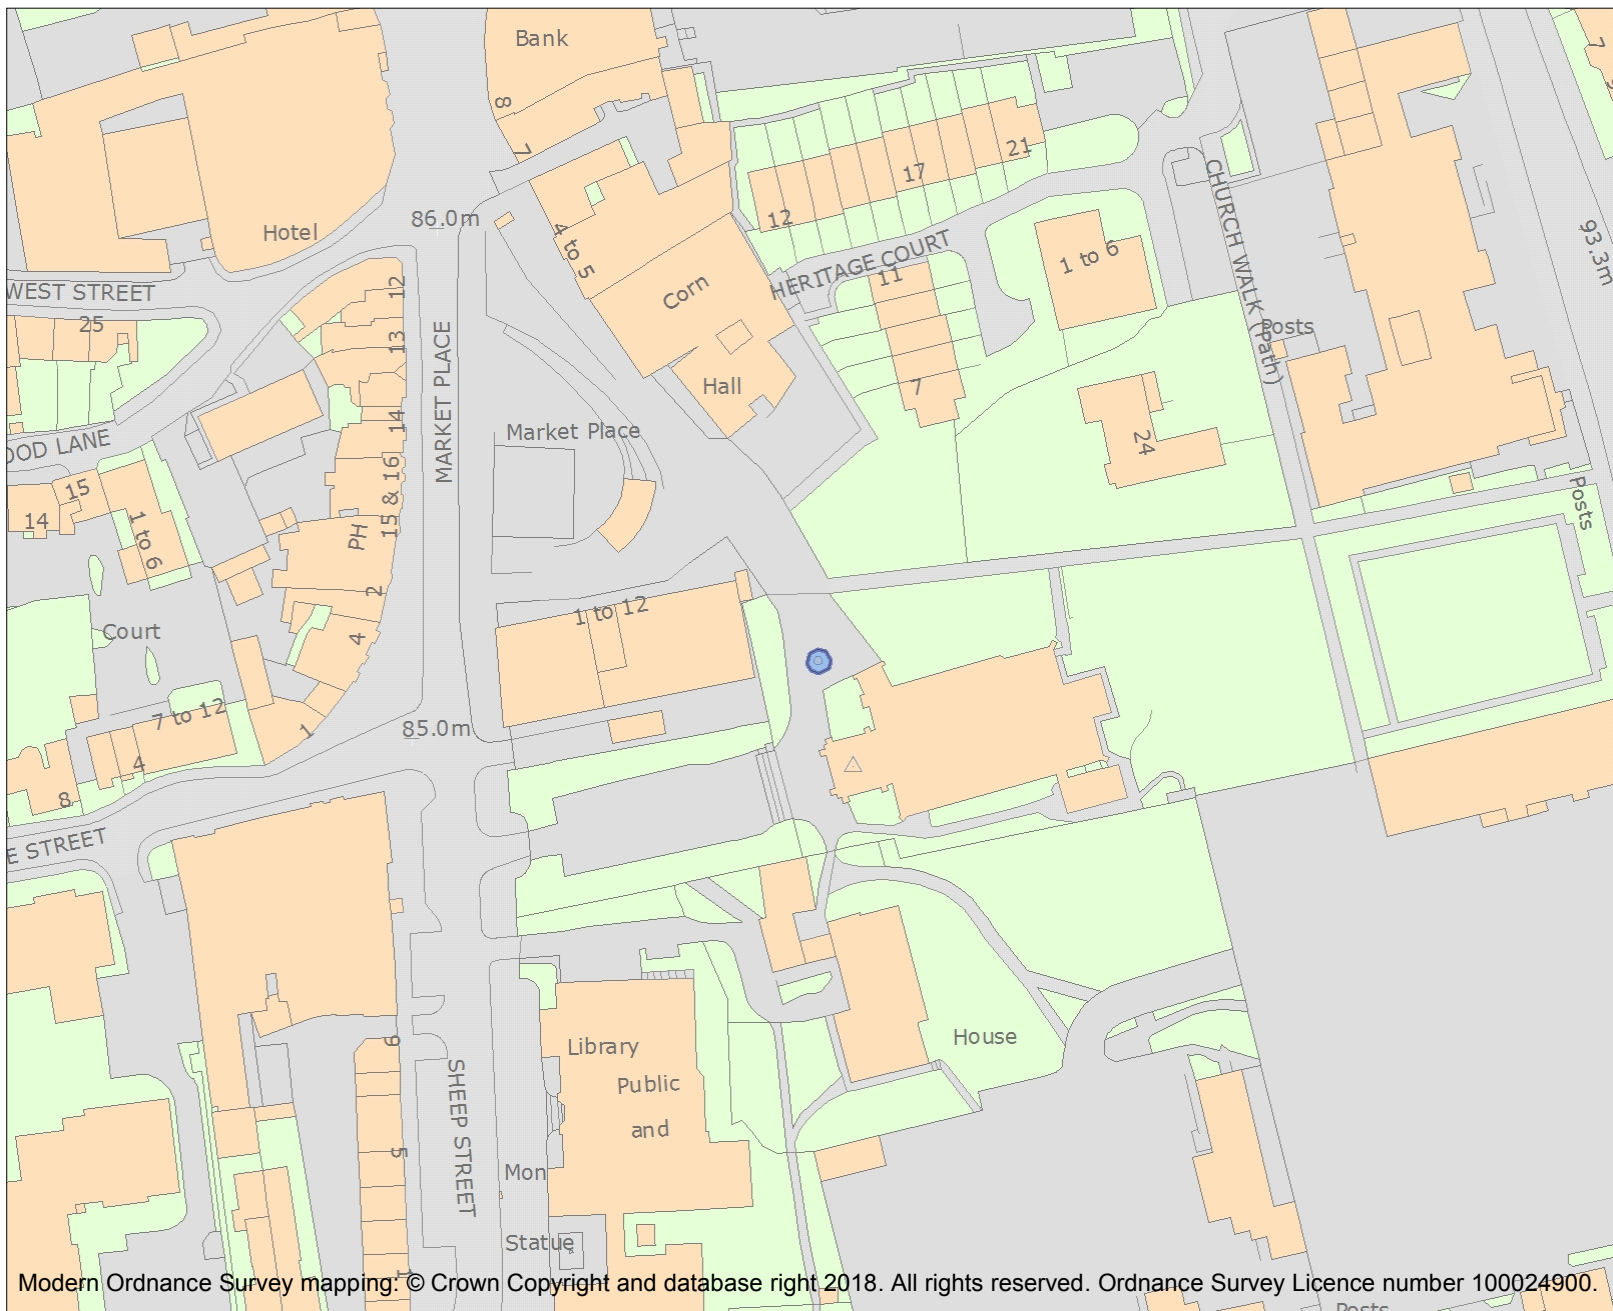 Bank
8
7
Hotel
86.0m
4 to 5
Corn
Hall
12
17
21
HERITAGE COURT
11
7
1 to 6
CHURCH WALK (Path)
Posts
24
93.3m
7
Posts
WEST STREET
25
OOD LANE
12
13
14
15 & 16
PH
2
4
1
MARKET PLACE
Market Place
15
14
1 to 6
Court
7 to 12
4
8
E STREET
1 to 12
85.0m
Library
Public
and
House
6
5
1
SHEEP STREET
Mon
Statue
Posts
Modern Ordnance Survey mapping: © Crown Copyright and database right 2018. All rights reserved. Ordnance Survey Licence number 100024900.